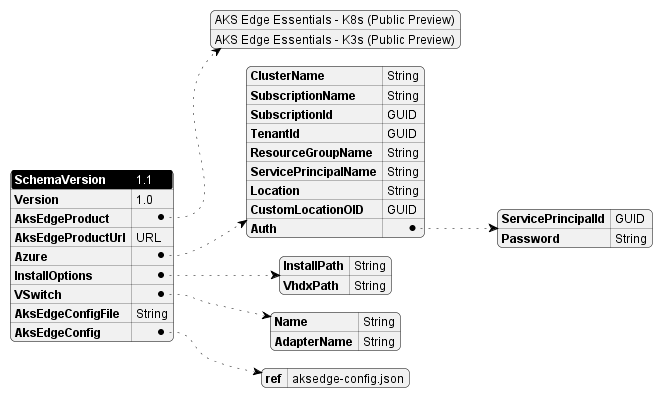 AKS Edge Essentials - K8s (Public Preview)
AKS Edge Essentials - K3s (Public Preview)
ClusterName String
SubscriptionName String
SubscriptionId GUID
TenantId GUID
ResourceGroupName String
ServicePrincipalName String
Location String
CustomLocationOID GUID
Auth
SchemaVersion 1.1
Version 1.0
AksEdgeProduct
AksEdgeProductUrl URL
Azure
InstallOptions
VSwitch
AksEdgeConfigFile String
AksEdgeConfig
ServicePrincipalId GUID
Password String
InstallPath String
VhdxPath String
Name String
AdapterName String
ref aksedge-config.json